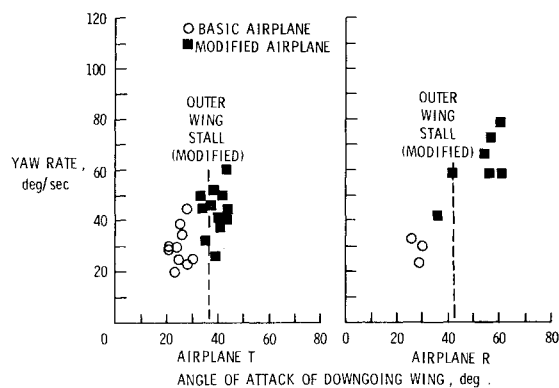 120
100
80
60
40
20
YAW RATE,
deg/sec
○ BASIC AIRPLANE
■ MODIFIED AIRPLANE
OUTER
WING
STALL
(MODIFIED)
OUTER
WING
STALL
(MODIFIED)
0 20 40 60 80
0 20 40 60 80
AIRPLANE T
AIRPLANE R
ANGLE OF ATTACK OF DOWNGOING WING, deg.